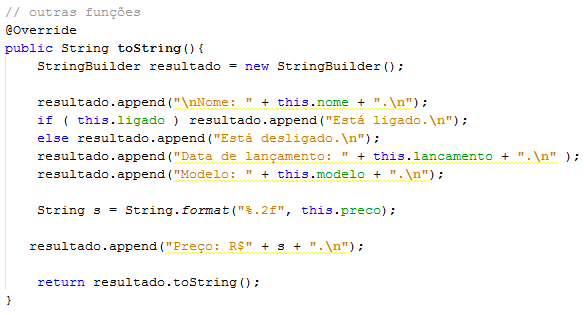 // outras funções
@Override
public String toString(){
StringBuilder resultado = new StringBuilder();
resultado.append("\nNome: " + this.nome + ".\n");
if ( this.ligado ) resultado.append("Está ligado.\n");
else resultado.append("Está desligado.\n");
resultado.append("Data de lançamento: " + this.lancamento + ".\n" );
resultado.append("Modelo: " + this.modelo + ".\n");
String s = String.format("%.2f", this.preco);
resultado.append("Preço: R$" + s + ".\n");
return resultado.toString();
}